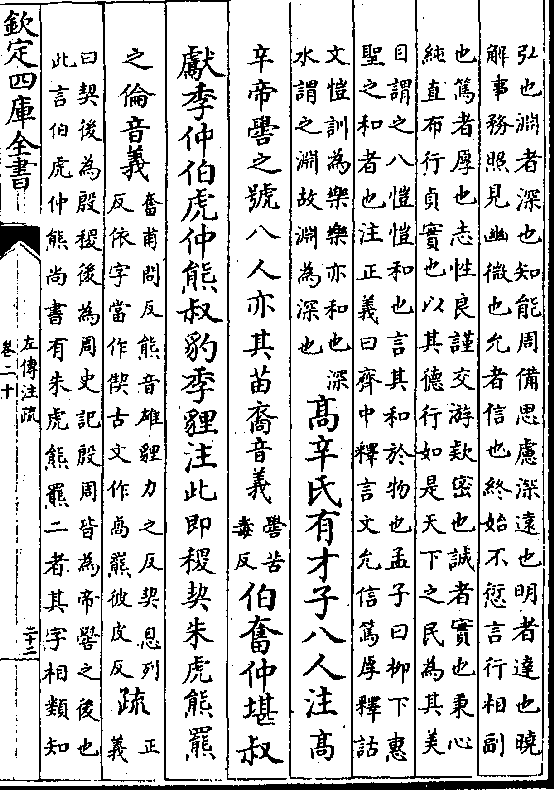 弘也淵者深也知能周備思慮深遠也明者達也曉
解事務照見幽微也允者信也終始不愆言行相副
也篤者厚也志性良謹交游欵密也誠者實也秉心
純直布行貞實也以其德行如是天下之民為其美
目謂之八愷愷和也言其和於物也孟子曰柳下惠
聖之和者也注正義曰齊中釋言文允信篤厚釋詁
文愷訓為樂樂亦和也深
水謂之淵故淵為深也
高辛氏有才子八人注高
辛帝嚳之號八人亦其苗裔音義
嚳苦
毒反
伯奮仲堪叔
獻季仲伯虎仲熊叔豹季貍注此即稷契朱虎熊羆
之倫音義
奮甫問反熊音雄貍力之反契息列
反依字當作偰古文作卨羆彼皮反
疏
正
義
曰契後為殷稷後為周史記殷周皆為帝嚳之後也
此言伯虎仲熊尚書有朱虎熊羆二者其字相類知
欽定四庫全書
左傳注疏
卷二十
二十二